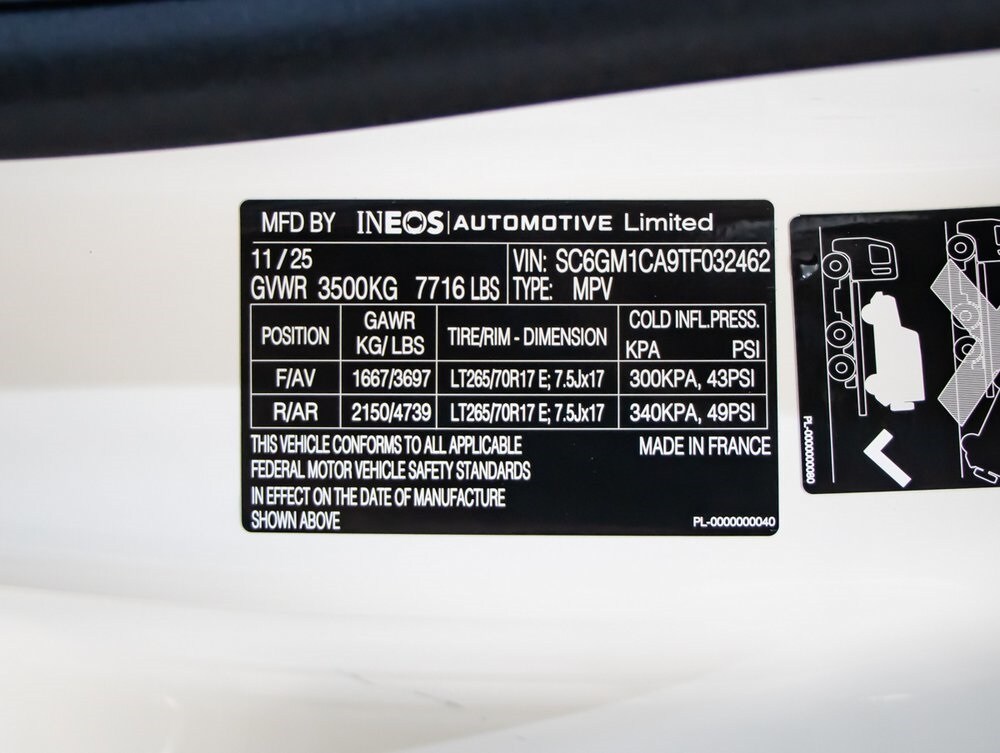 MFD BY INEOS AUTOMOTIVE Limited
11 / 25
GVWR 3500KG 7716 LBS
VIN: SC6GM1CA9TF032462
TYPE: MPV
POSITION GAWR KG/ LBS TIRE/RIM - DIMENSION COLD INFL.PRESS. KPA PSI
F/AV 1667/3697 LT265/70R17 E; 7.5Jx17 300KPA, 43PSI
R/AR 2150/4739 LT265/70R17 E; 7.5Jx17 340KPA, 49PSI
THIS VEHICLE CONFORMS TO ALL APPLICABLE
FEDERAL MOTOR VEHICLE SAFETY STANDARDS
IN EFFECT ON THE DATE OF MANUFACTURE
SHOWN ABOVE
MADE IN FRANCE
PL-0000000040
PL-0000000060